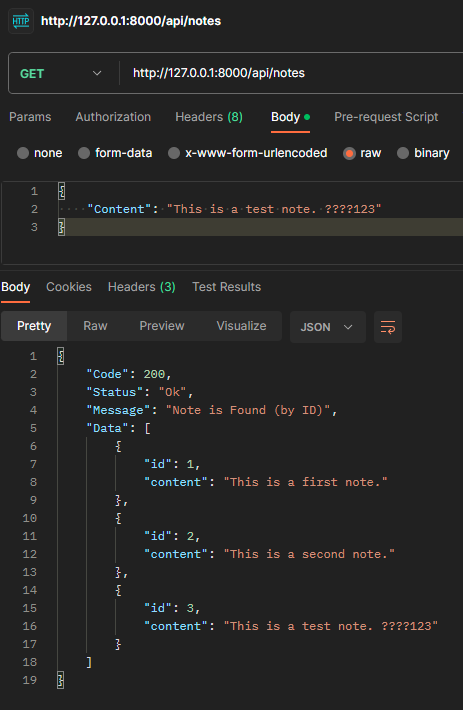 HTTP http://127.0.0.1:8000/api/notes
GET http://127.0.0.1:8000/api/notes
Params Authorization Headers (8) Body Pre-request Script
none form-data x-www-form-urlencoded raw binary
1 {
2 "Content": "This is a test note. ????123"
3 }
Body Cookies Headers (3) Test Results
Pretty Raw Preview Visualize JSON
1 {
2 "Code": 200,
3 "Status": "Ok",
4 "Message": "Note is Found (by ID)",
5 "Data": [
6 {
7 "id": 1,
8 "content": "This is a first note."
9 },
10 {
11 "id": 2,
12 "content": "This is a second note."
13 },
14 {
15 "id": 3,
16 "content": "This is a test note. ????123"
17 }
18 ]
19 }